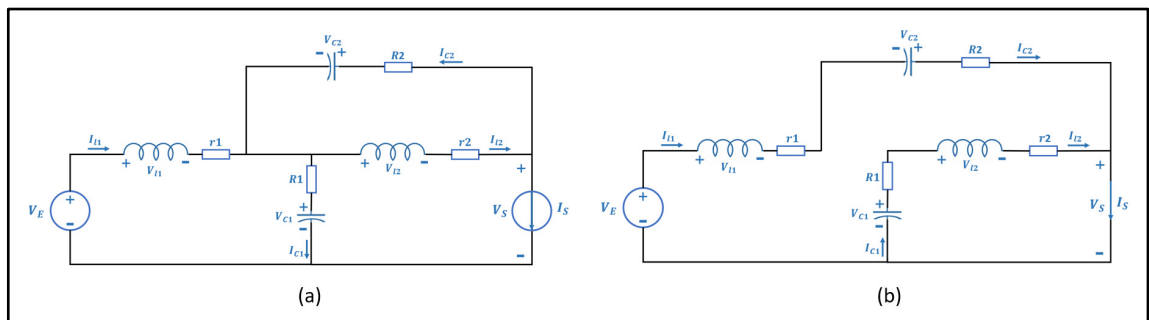 V_C2
- +
R2
I_C2
I_l1
r1
+ -
V_l1
r2
I_l2
+ -
V_l2
R1
V_E
+
-
V_C1
+
-
I_C1
+
V_S
I_S
-
(a)
V_C2
- +
R2
I_C2
I_l1
r1
+ -
V_l1
r2
I_l2
+ -
V_l2
R1
V_E
+
-
V_C1
+
-
I_C1
+
V_S
I_S
-
(b)